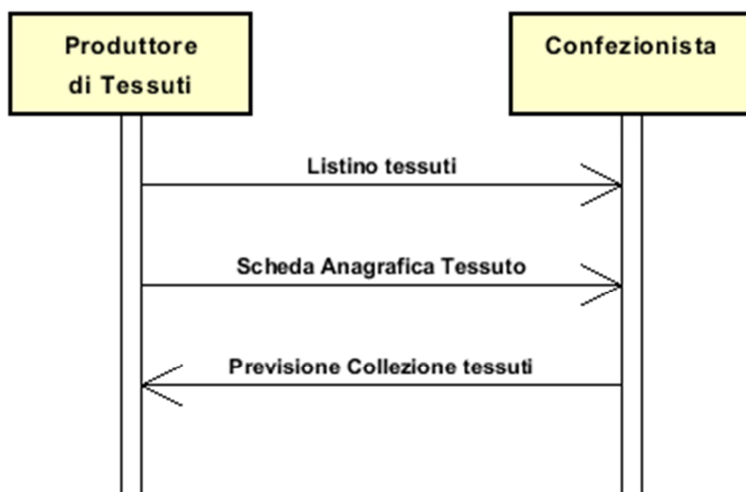 Produttore
di Tessuti
Confezionista
Listino tessuti
Scheda Anagrafica Tessuto
Previsione Collezione tessuti